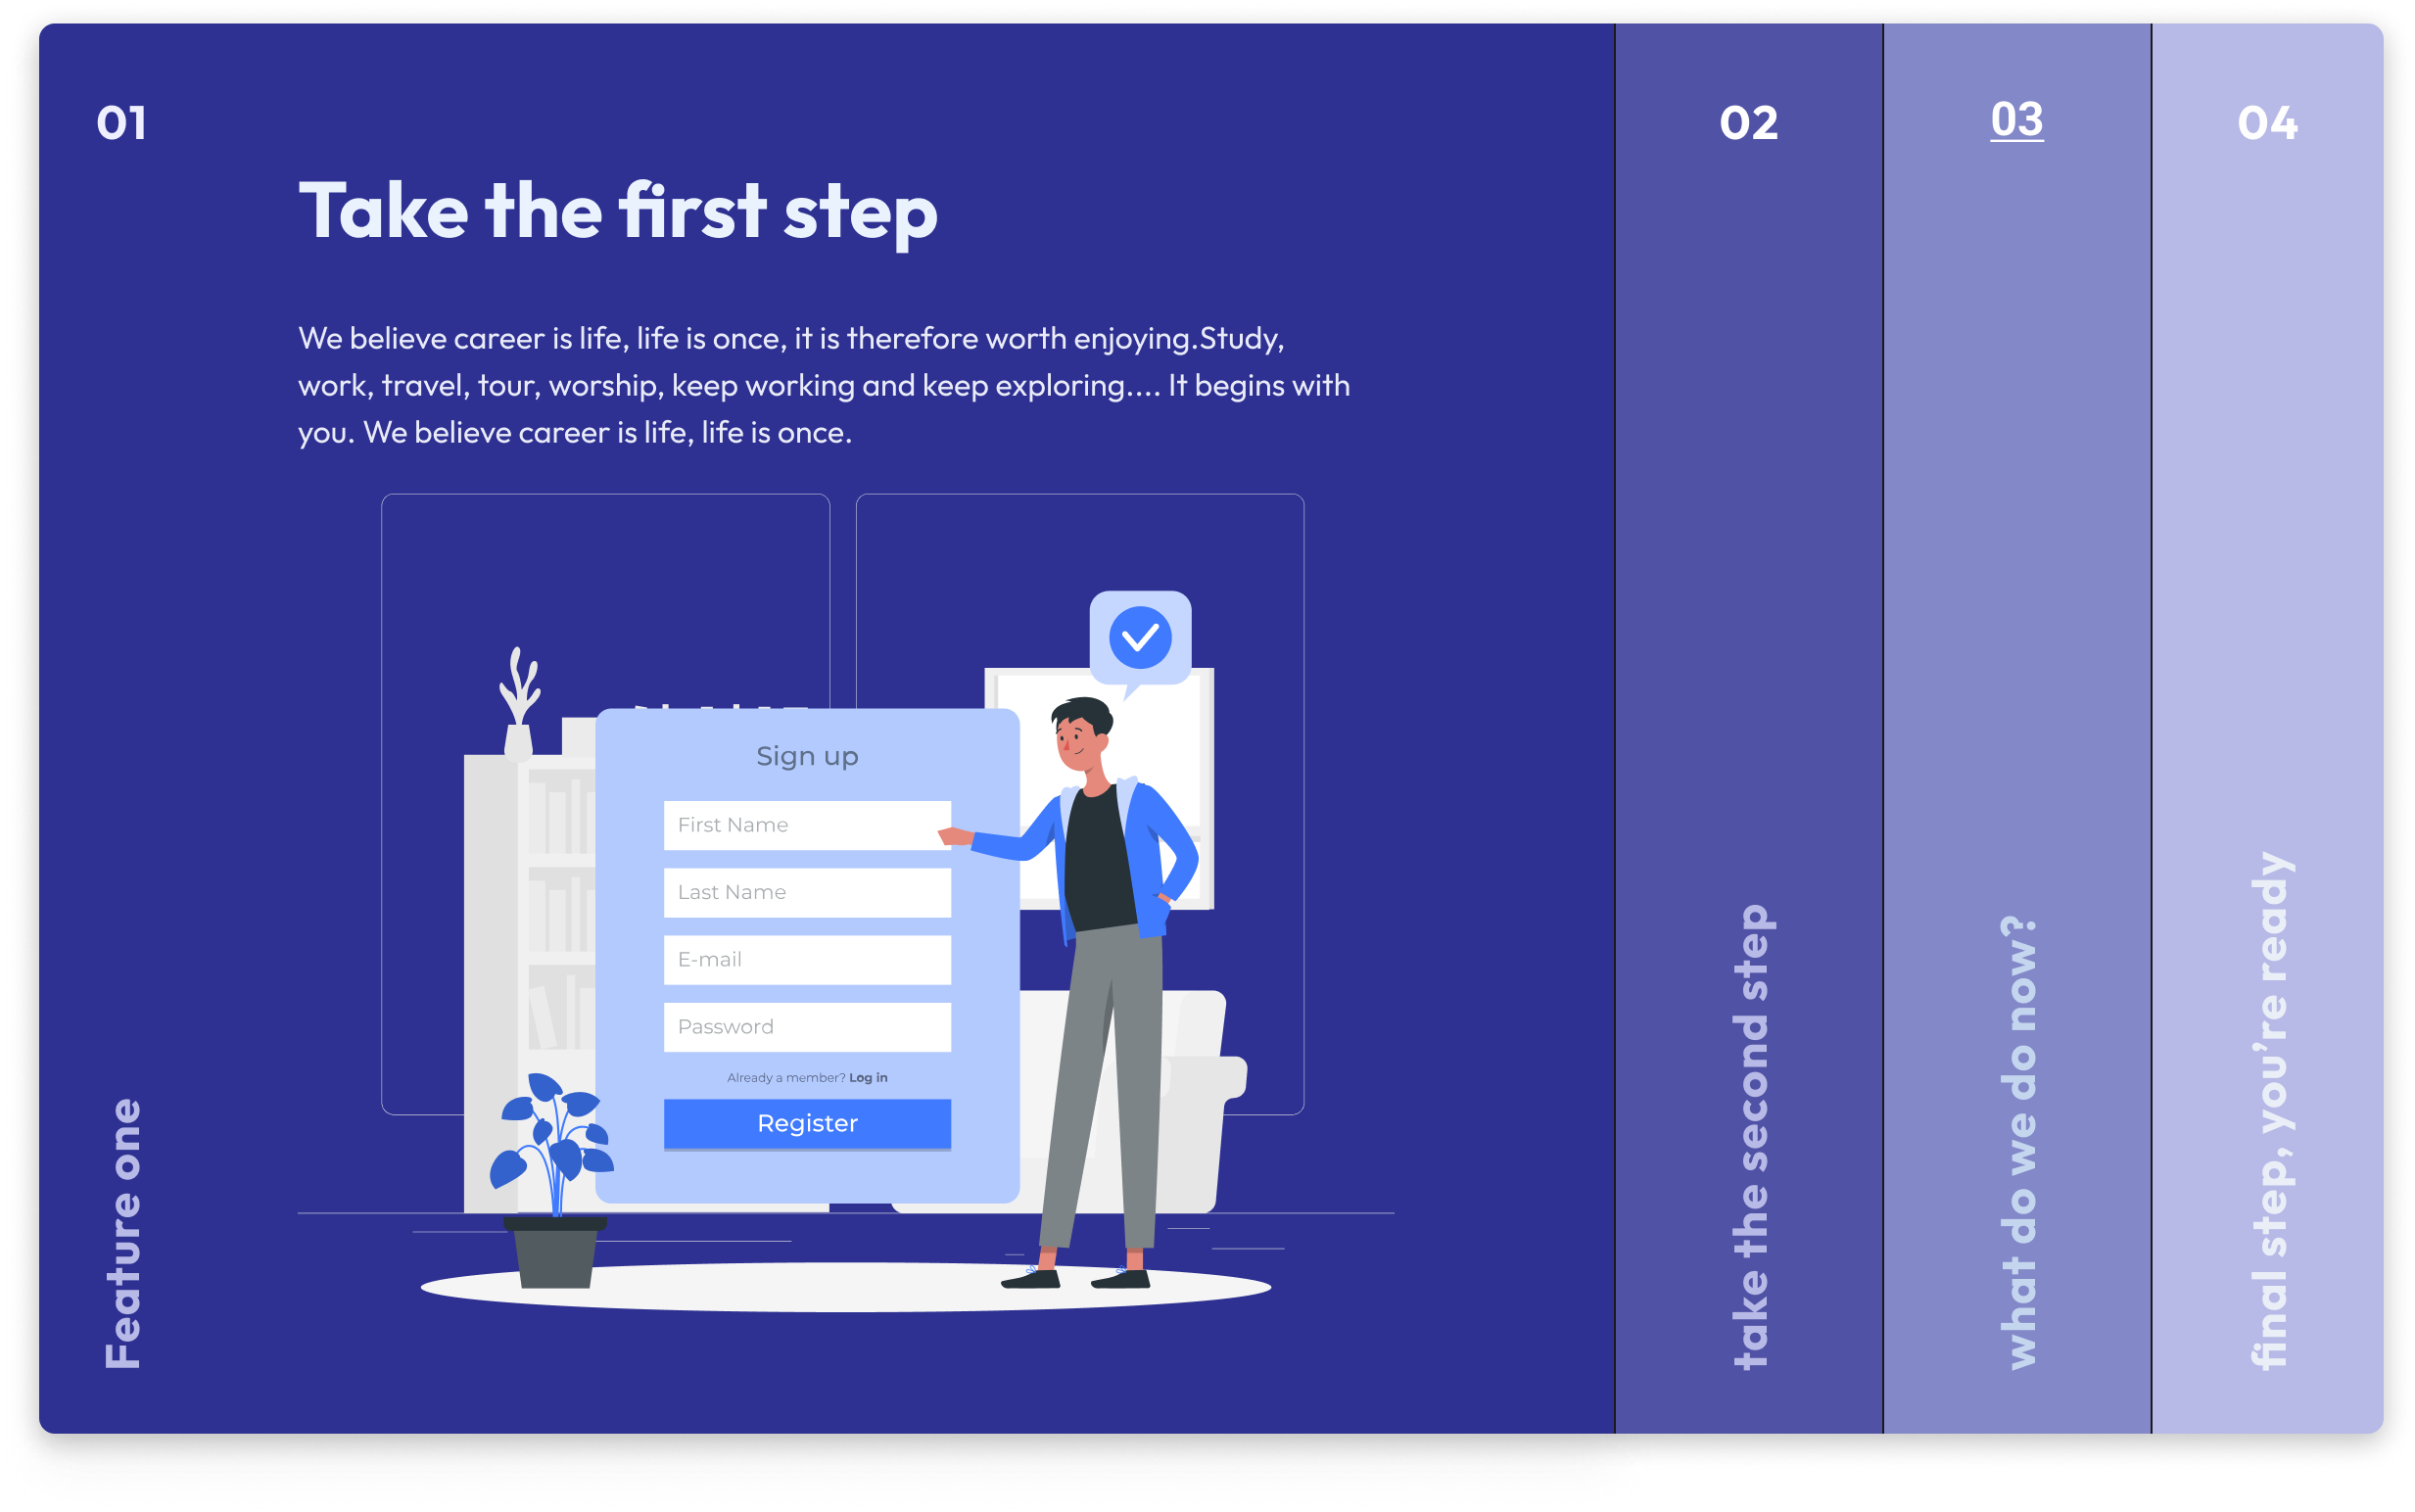 01
Take the first step
We believe career is life, life is once, it is therefore worth enjoying.Study,
work, travel, tour, worship, keep working and keep exploring.... It begins with
you. We believe career is life, life is once.
Sign up
First Name
Last Name
E-mail
Password
Already a member? Log in
Register
Feature one
02
take the second step
03
what do we do now?
04
final step, you're ready